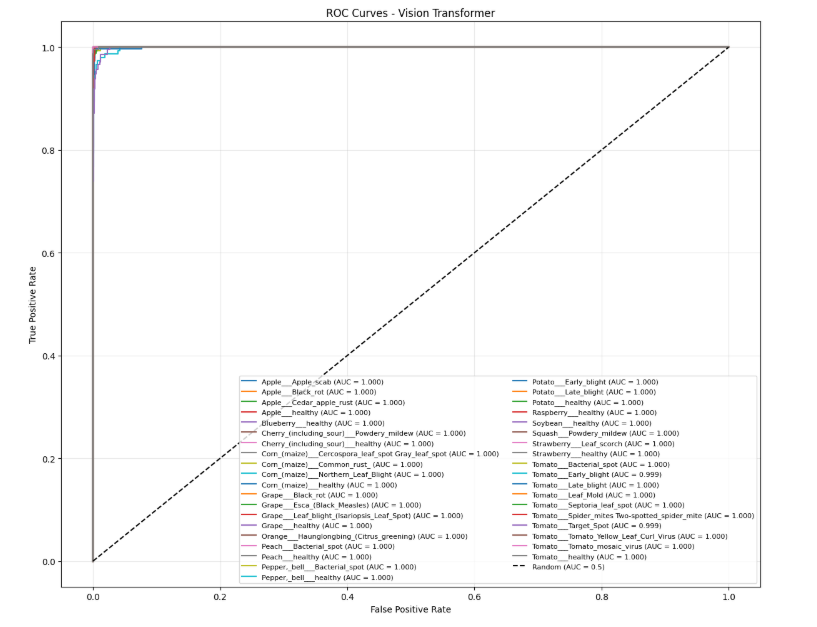 ROC Curves - Vision Transformer
True Positive Rate
1.0
0.8
0.6
0.4
0.2
0.0
Apple___Apple_scab (AUC = 1.000)
Apple___Black_rot (AUC = 1.000)
Apple___Cedar_apple_rust (AUC = 1.000)
Apple___healthy (AUC = 1.000)
Blueberry___healthy (AUC = 1.000)
Cherry_(including_sour)___Powdery_mildew (AUC = 1.000)
Cherry_(including_sour)___healthy (AUC = 1.000)
Corn_(maize)___Cercospora_leaf_spot Gray_leaf_spot (AUC = 1.000)
Corn_(maize)___Common_rust_ (AUC = 1.000)
Corn_(maize)___Northern_Leaf_Blight (AUC = 1.000)
Corn_(maize)___healthy (AUC = 1.000)
Grape___Black_rot (AUC = 1.000)
Grape___Esca_(Black_Measles) (AUC = 1.000)
Grape___Leaf_blight_(Isariopsis_Leaf_Spot) (AUC = 1.000)
Grape___healthy (AUC = 1.000)
Orange___Haunglongbing_(Citrus_greening) (AUC = 1.000)
Peach___Bacterial_spot (AUC = 1.000)
Peach___healthy (AUC = 1.000)
Pepper,_bell___Bacterial_spot (AUC = 1.000)
Pepper,_bell___healthy (AUC = 1.000)
Potato___Early_blight (AUC = 1.000)
Potato___Late_blight (AUC = 1.000)
Potato___healthy (AUC = 1.000)
Raspberry___healthy (AUC = 1.000)
Soybean___healthy (AUC = 1.000)
Squash___Powdery_mildew (AUC = 1.000)
Strawberry___Leaf_scorch (AUC = 1.000)
Strawberry___healthy (AUC = 1.000)
Tomato___Bacterial_spot (AUC = 1.000)
Tomato___Early_blight (AUC = 0.999)
Tomato___Late_blight (AUC = 1.000)
Tomato___Leaf_Mold (AUC = 1.000)
Tomato___Septoria_leaf_spot (AUC = 1.000)
Tomato___Spider_mites Two-spotted_spider_mite (AUC = 1.000)
Tomato___Target_Spot (AUC = 0.999)
Tomato___Tomato_Yellow_Leaf_Curl_Virus (AUC = 1.000)
Tomato___Tomato_mosaic_virus (AUC = 1.000)
Tomato___healthy (AUC = 1.000)
Random (AUC = 0.5)
0.0 0.2 0.4 0.6 0.8 1.0
False Positive Rate